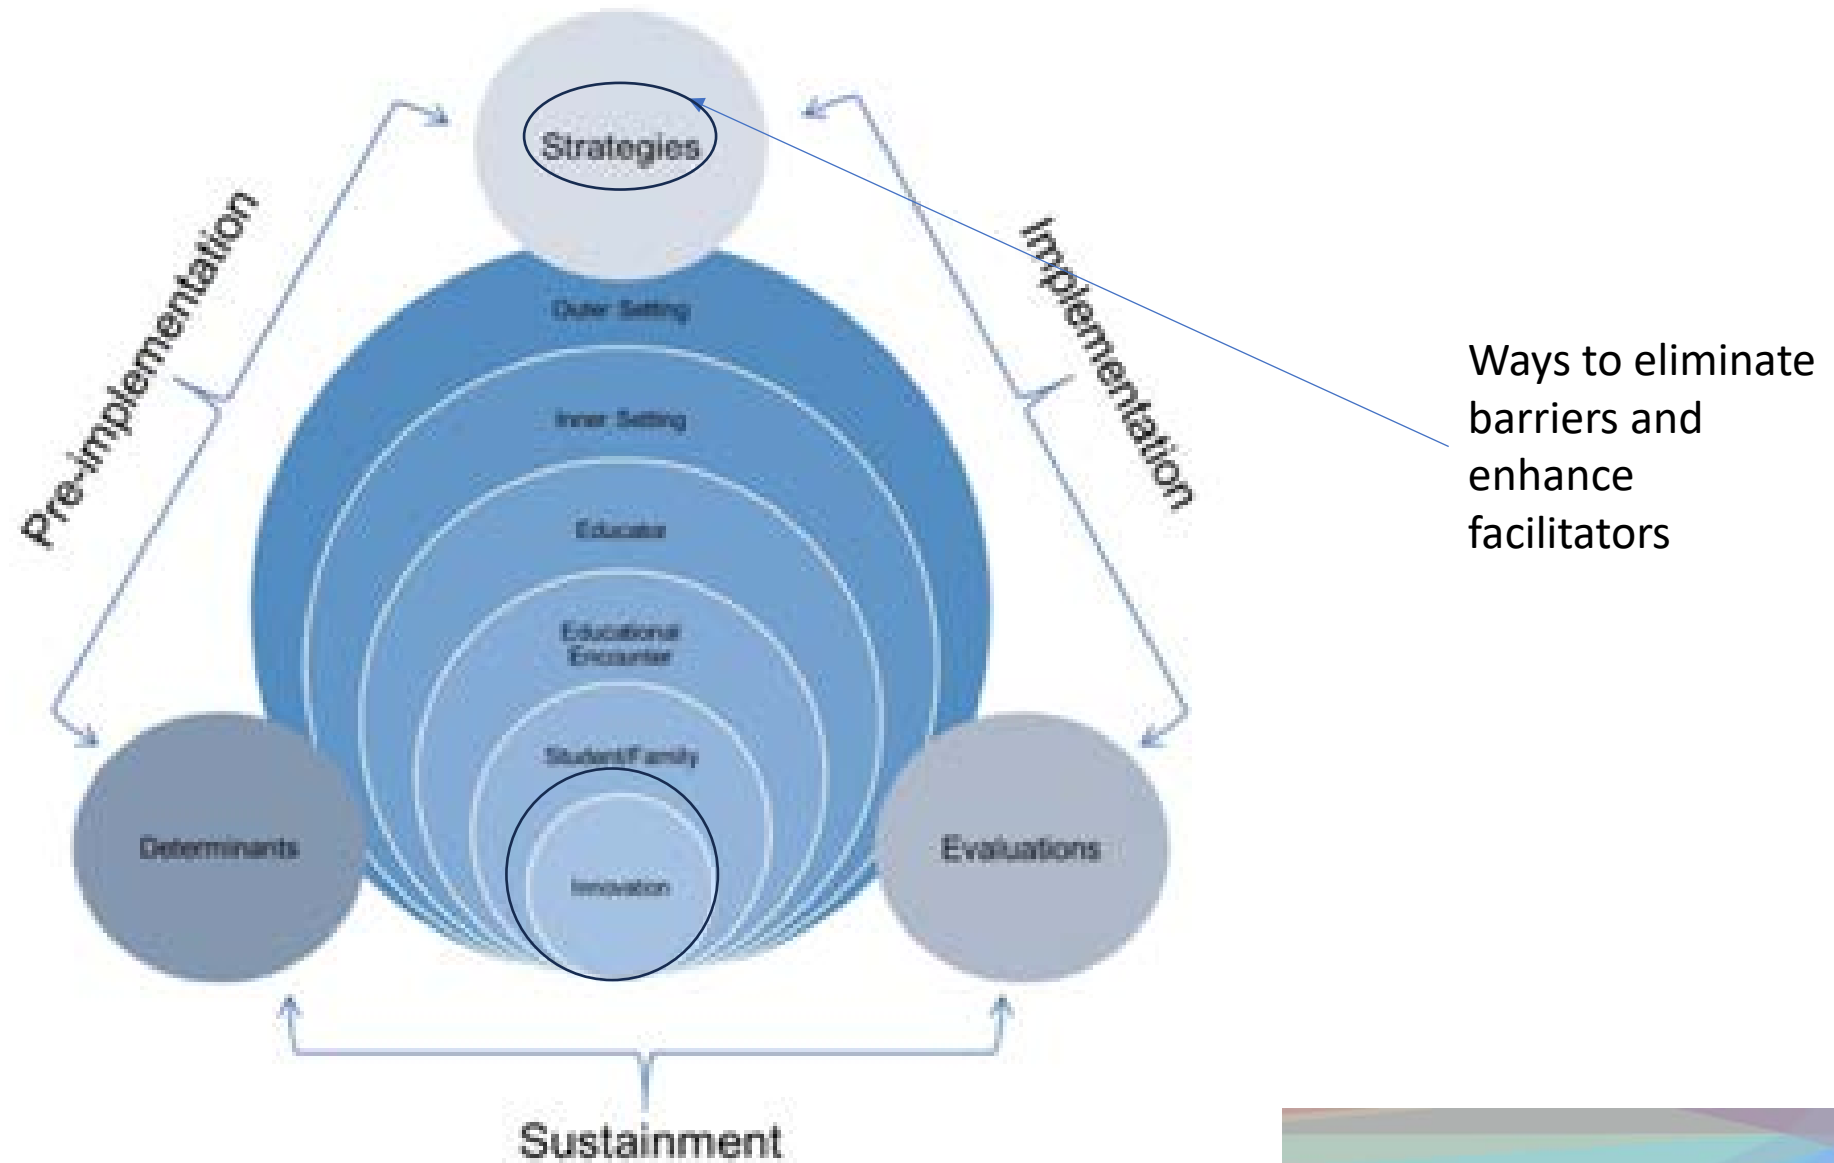 Strategies
Pre-implementation
Implementation
Outer Setting
Inner Setting
Educator
Educational
Encounter
Student/Family
Innovation
Determinants
Evaluations
Sustainment
Ways to eliminate
barriers and
enhance
facilitators